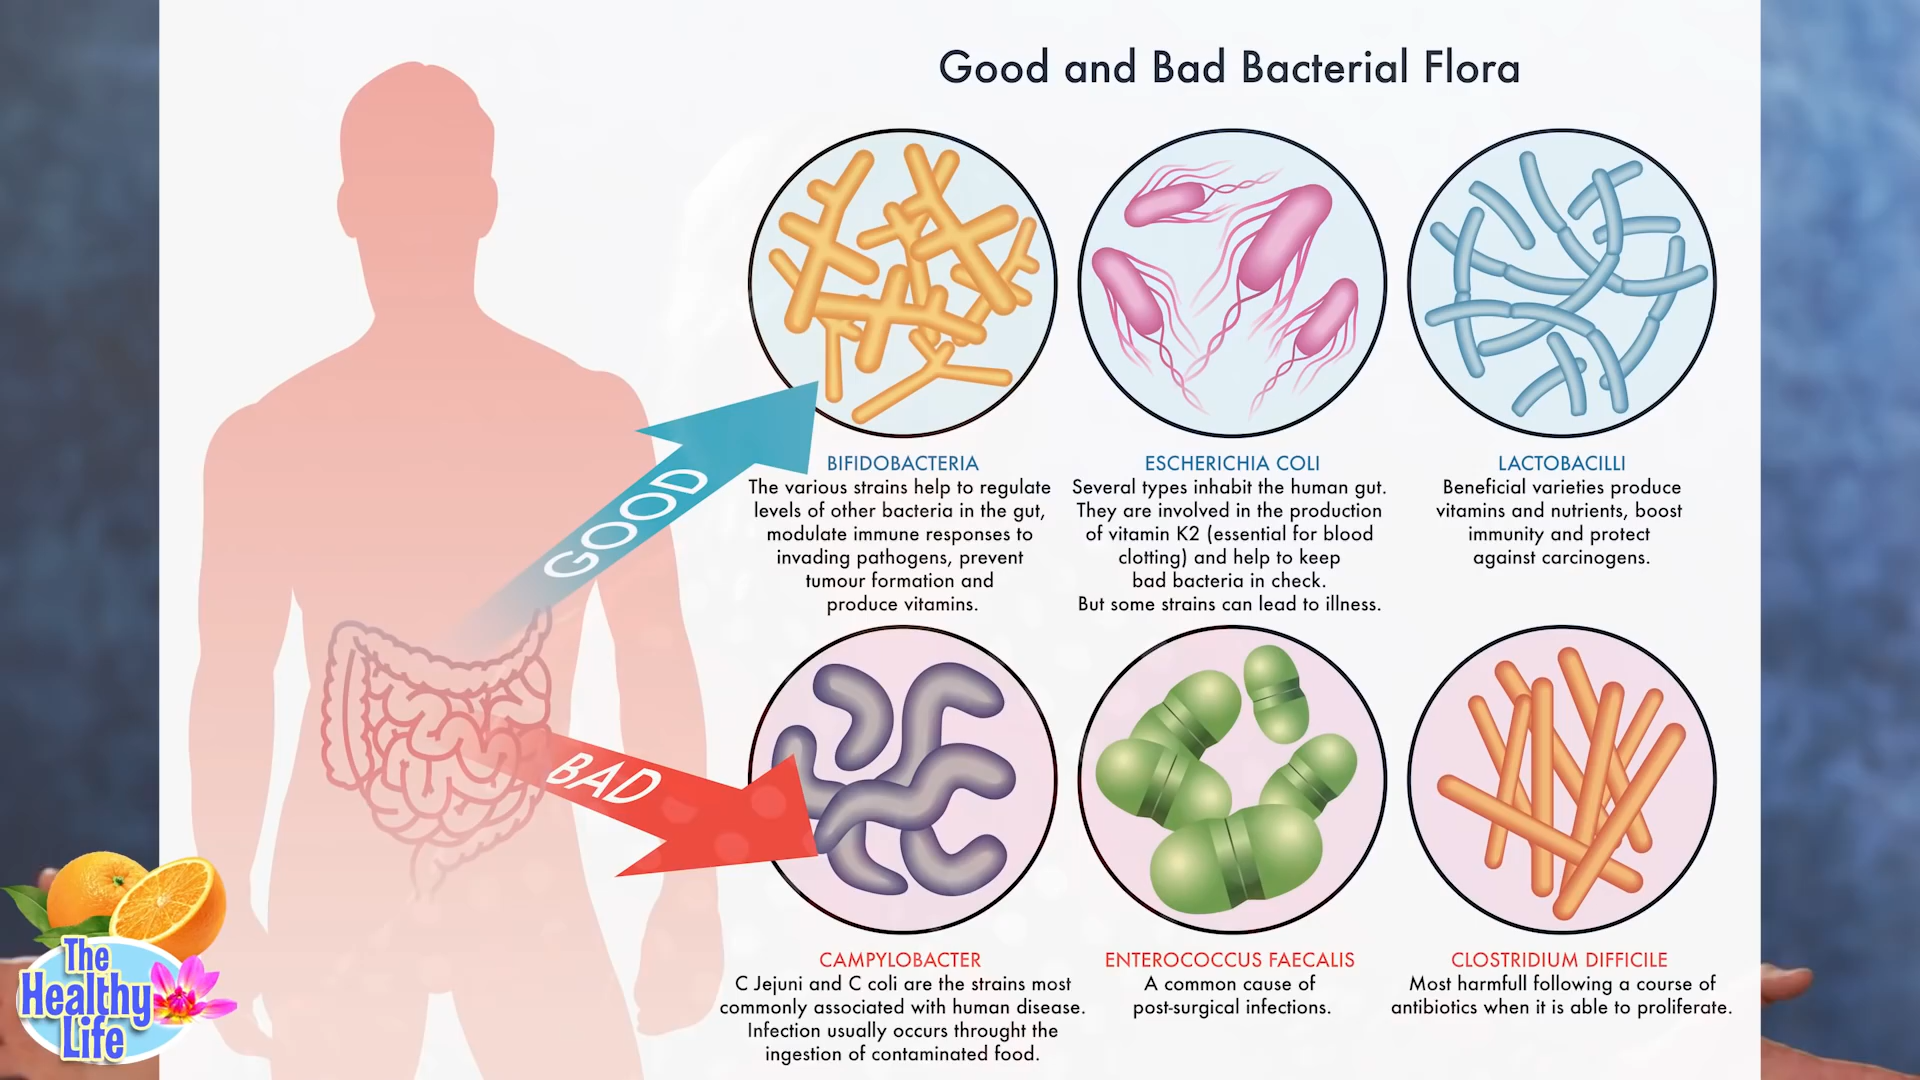 Good and Bad Bacterial Flora
GOOD
BIFIDOBACTERIA
The various strains help to regulate
levels of other bacteria in the gut,
modulate immune responses to
invading pathogens, prevent
tumour formation and
produce vitamins.
ESCHERICHIA COLI
Several types inhabit the human gut.
They are involved in the production
of vitamin K2 (essential for blood
clotting) and help to keep
bad bacteria in check.
But some strains can lead to illness.
LACTOBACILLI
Beneficial varieties produce
vitamins and nutrients, boost
immunity and protect
against carcinogens.
BAD
CAMPYLOBACTER
C Jejuni and C coli are the strains most
commonly associated with human disease.
Infection usually occurs throught the
ingestion of contaminated food.
ENTEROCOCCUS FAECALIS
A common cause of
post-surgical infections.
CLOSTRIDIUM DIFFICILE
Most harmfull following a course of
antibiotics when it is able to proliferate.
The
Healthy
Life